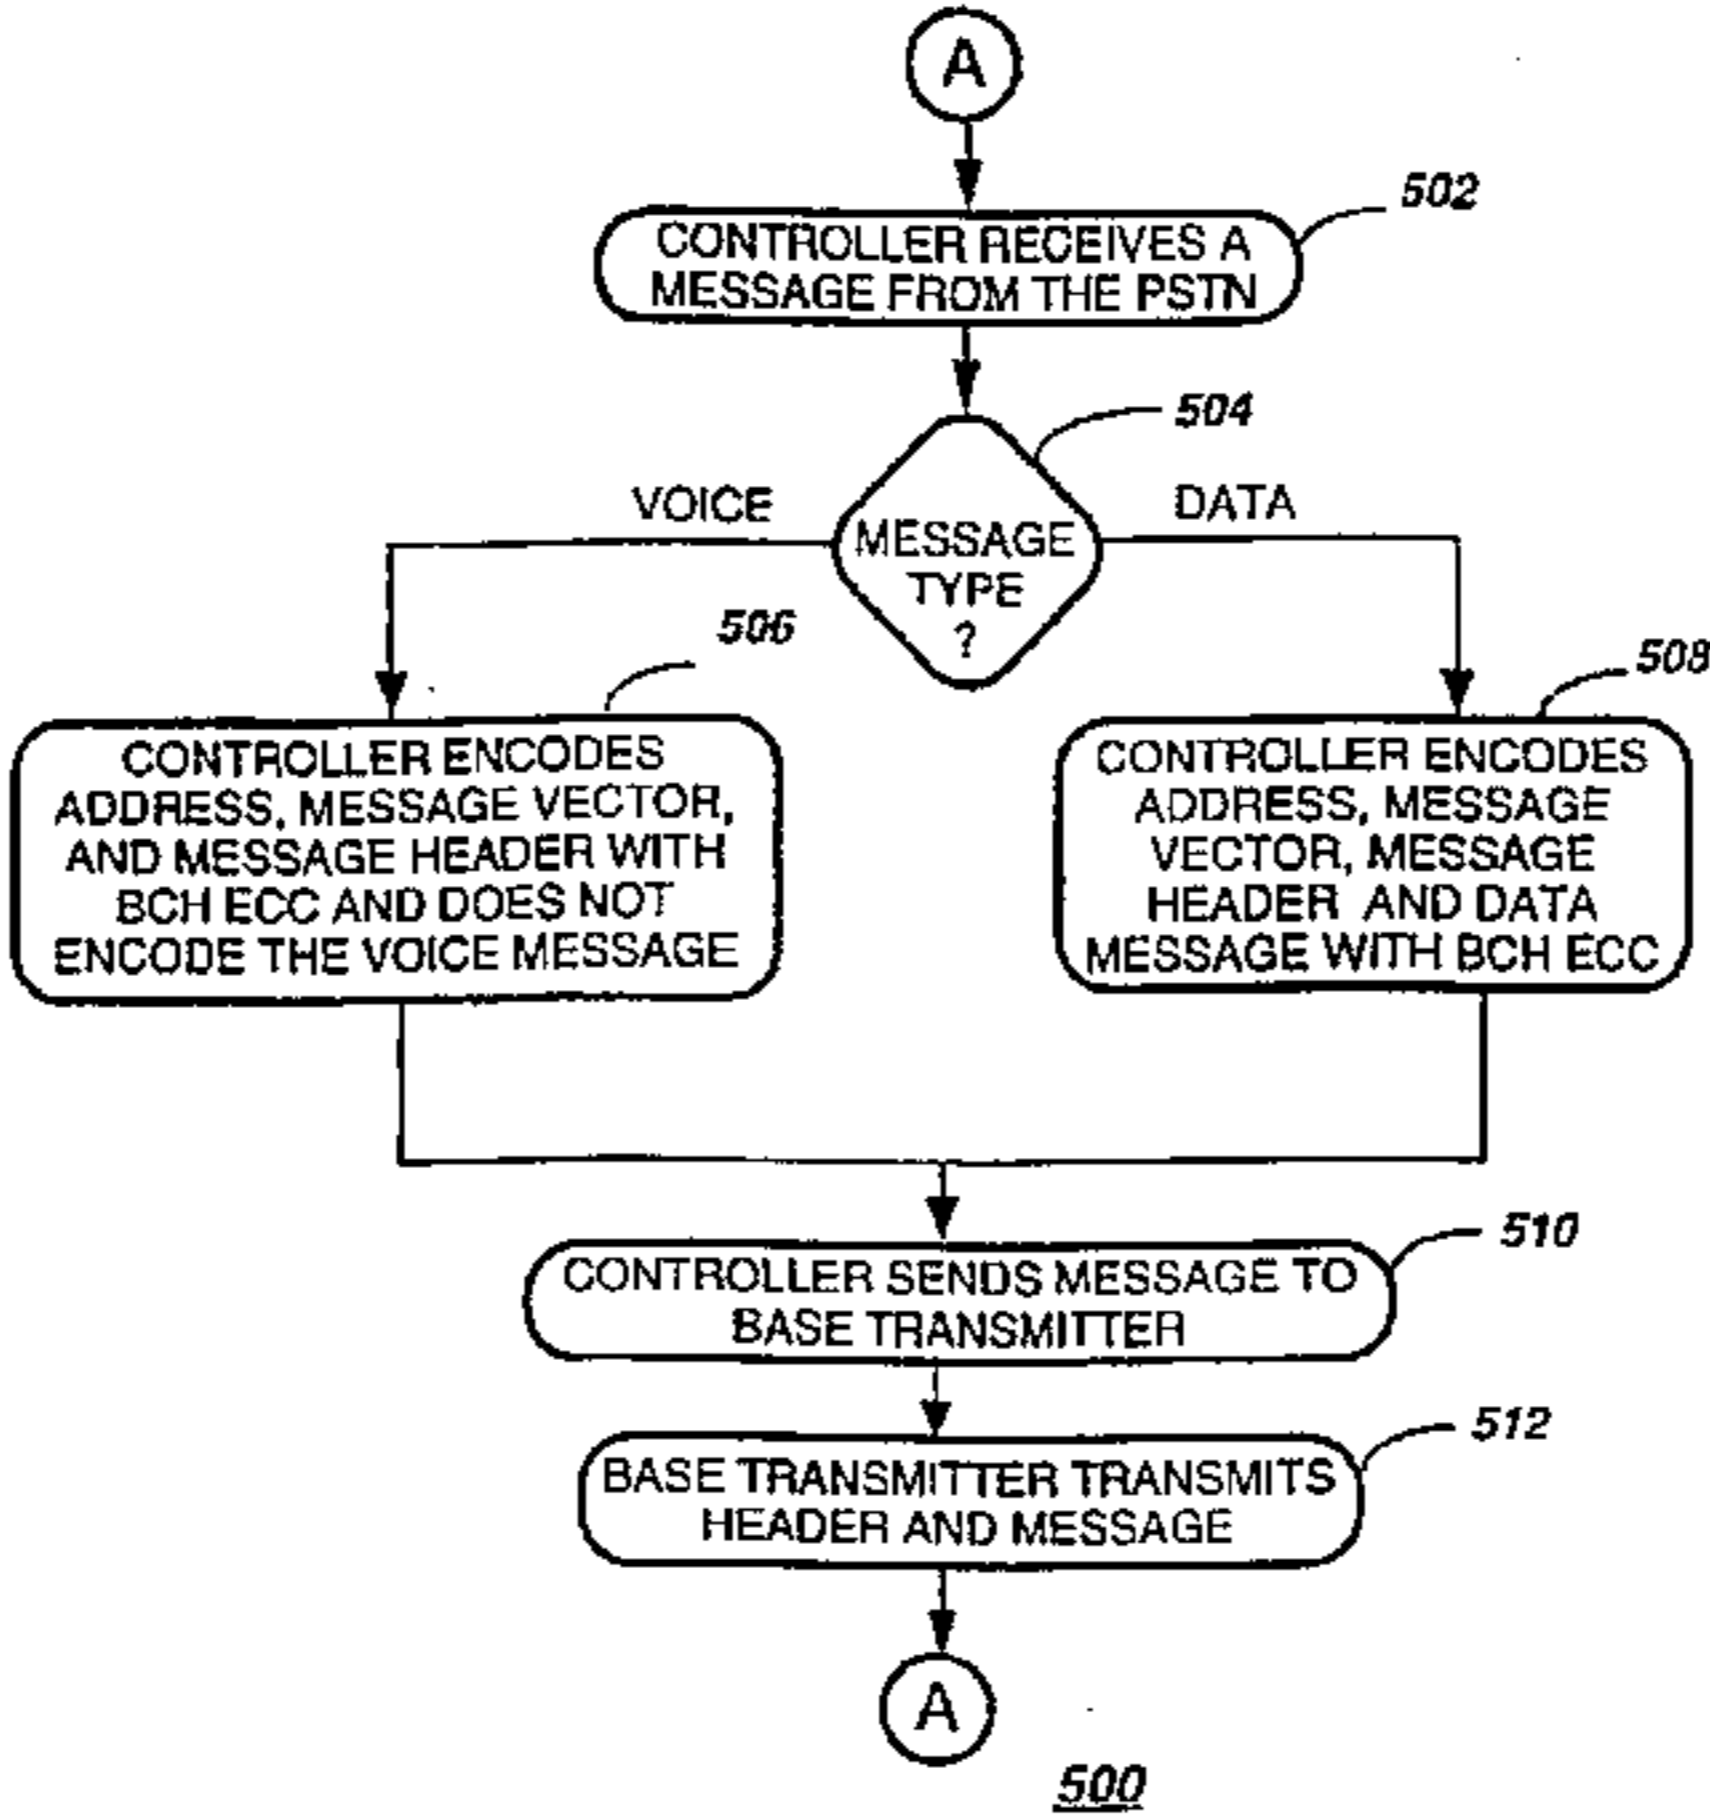 A
502
CONTROLLER RECEIVES A
MESSAGE FROM THE PSTN
504
VOICE
DATA
MESSAGE
TYPE
?
506
508
CONTROLLER ENCODES
ADDRESS, MESSAGE VECTOR,
AND MESSAGE HEADER WITH
BCH ECC AND DOES NOT
ENCODE THE VOICE MESSAGE
CONTROLLER ENCODES
ADDRESS, MESSAGE
VECTOR, MESSAGE
HEADER AND DATA
MESSAGE WITH BCH ECC
510
CONTROLLER SENDS MESSAGE TO
BASE TRANSMITTER
512
BASE TRANSMITTER TRANSMITS
HEADER AND MESSAGE
A
500